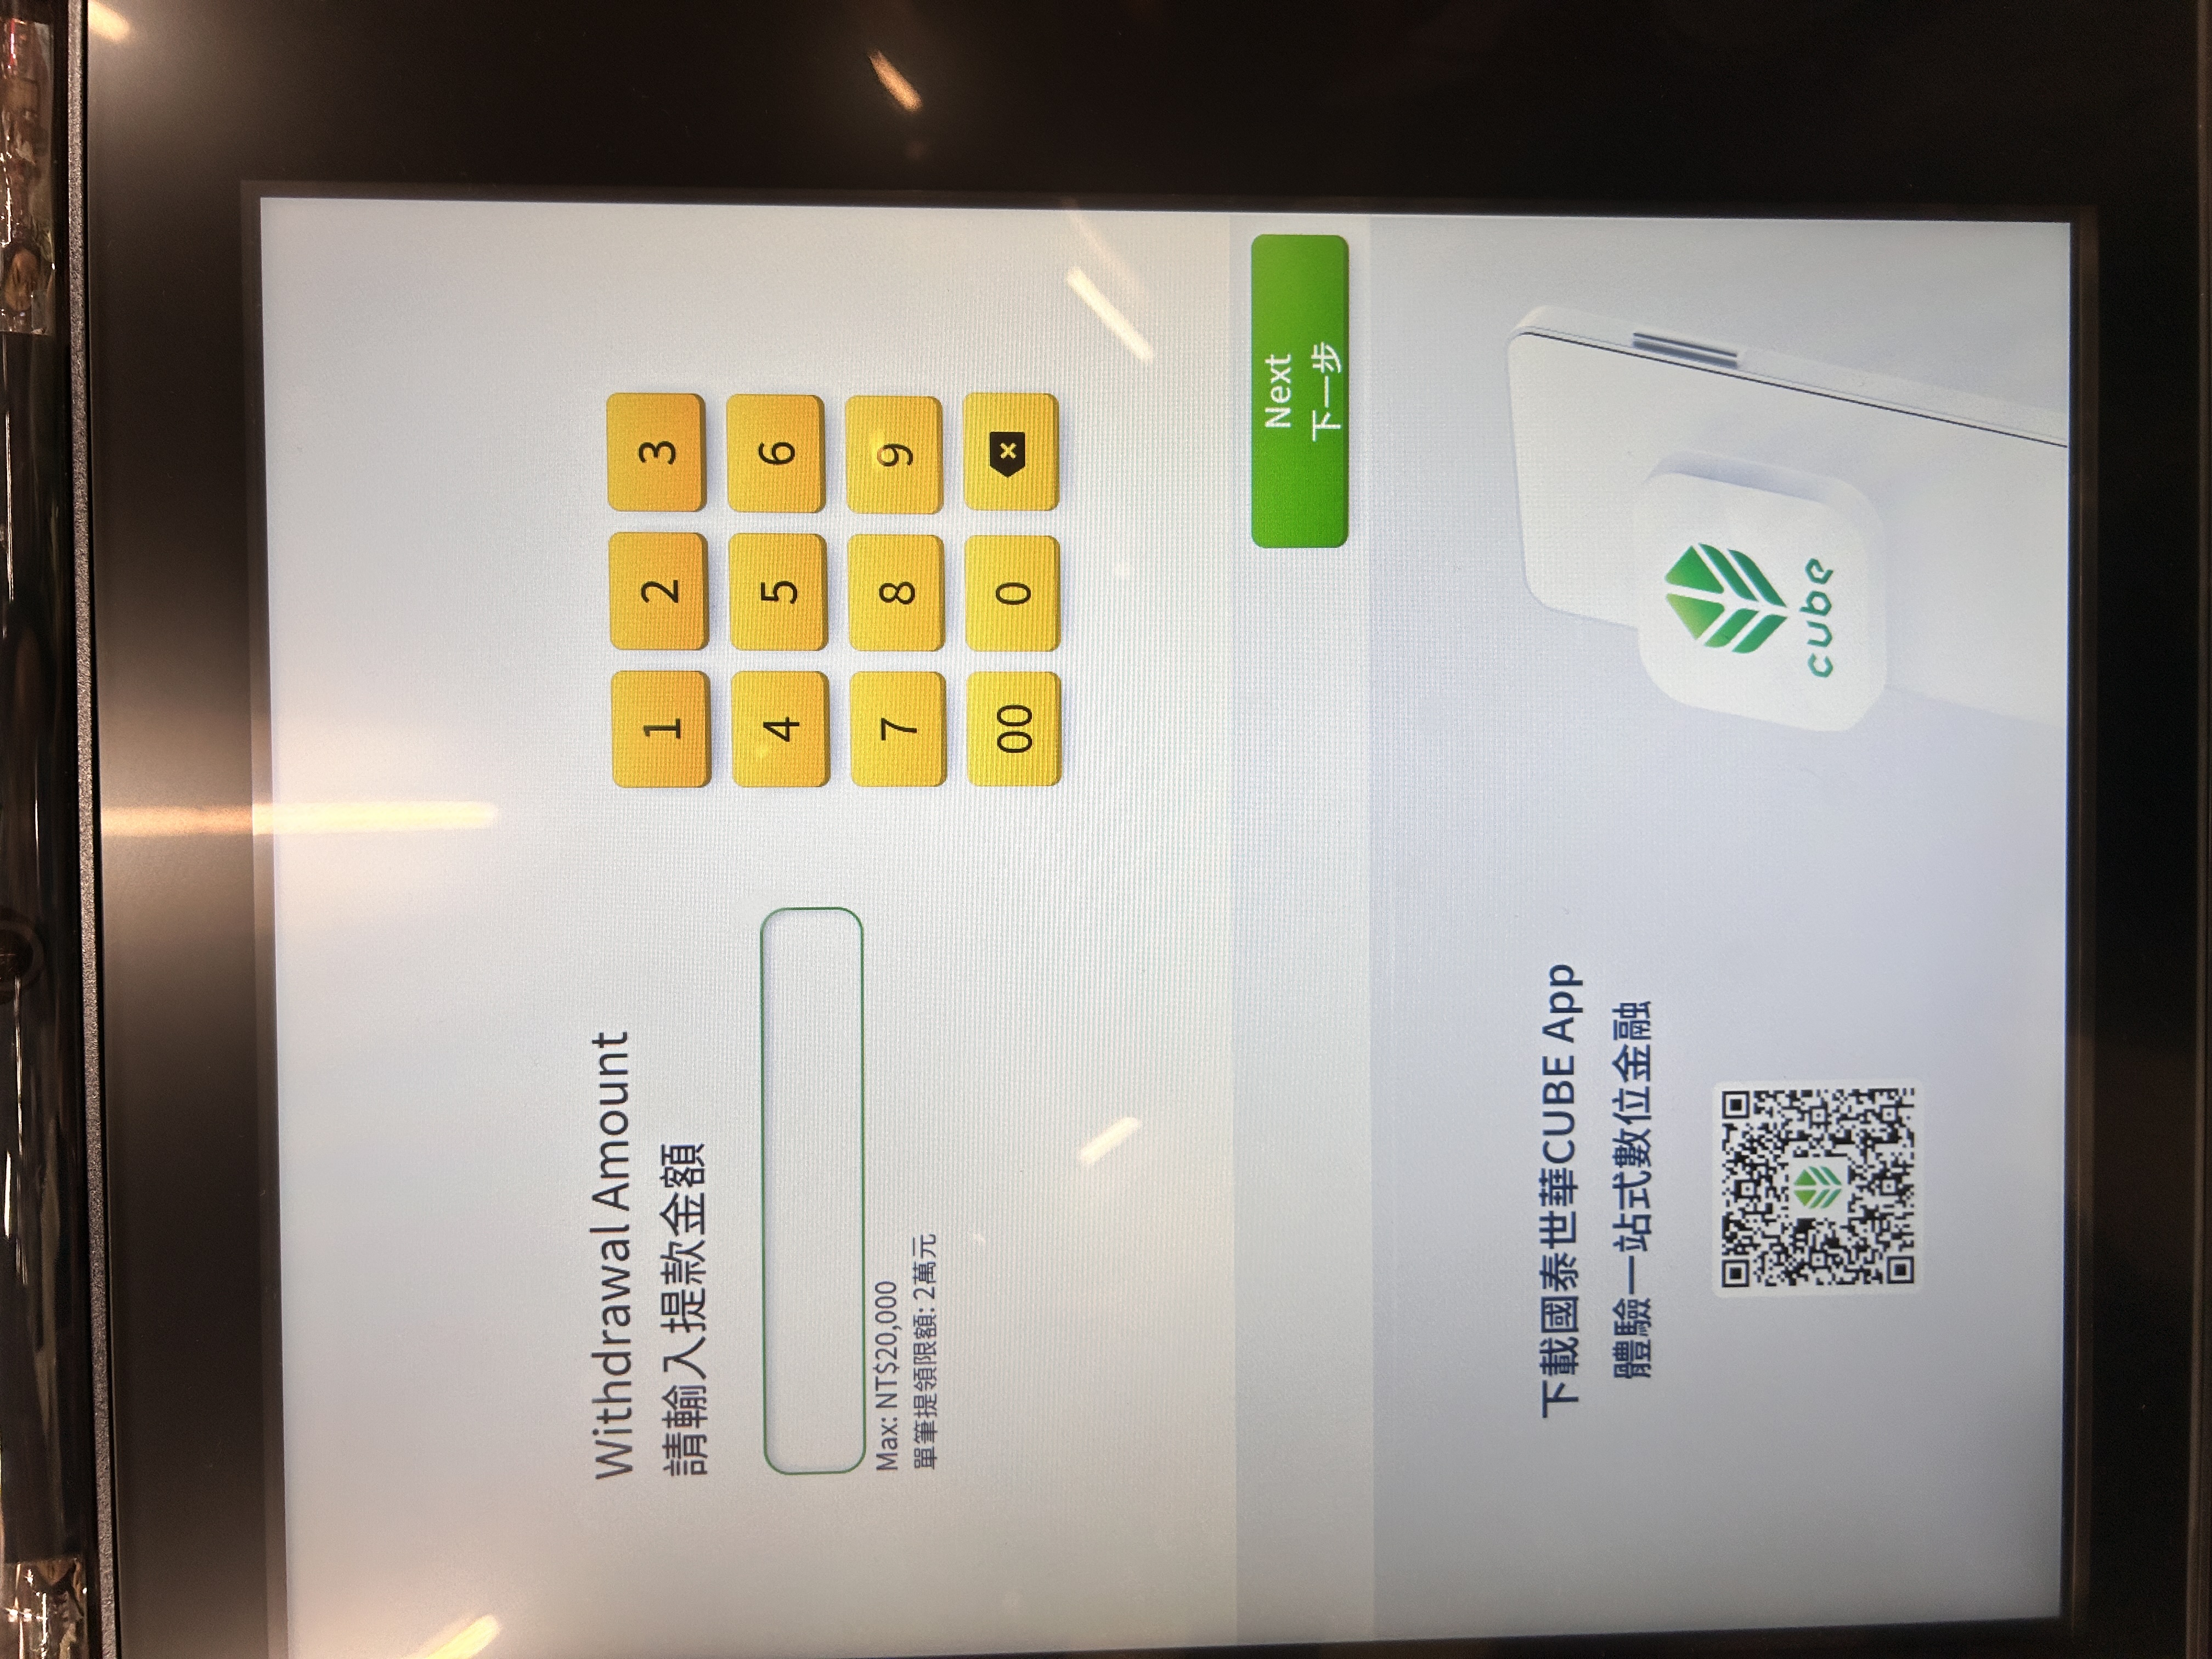 Withdrawal Amount
請輸入提款金額
Max: NT$20,000
單筆提領限額: 2萬元
1 2 3
4 5 6
7 8 9
00 0
Next
下一步
下載國泰世華CUBE App
體驗一站式數位金融
cube